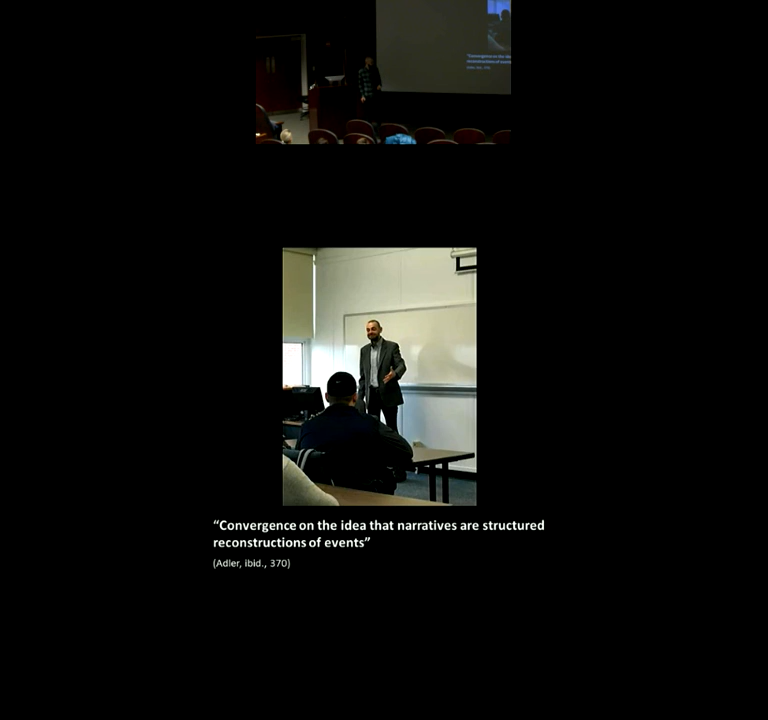 “Convergence on the idea that narratives are structured
reconstructions of events”
(Adler, ibid., 370)